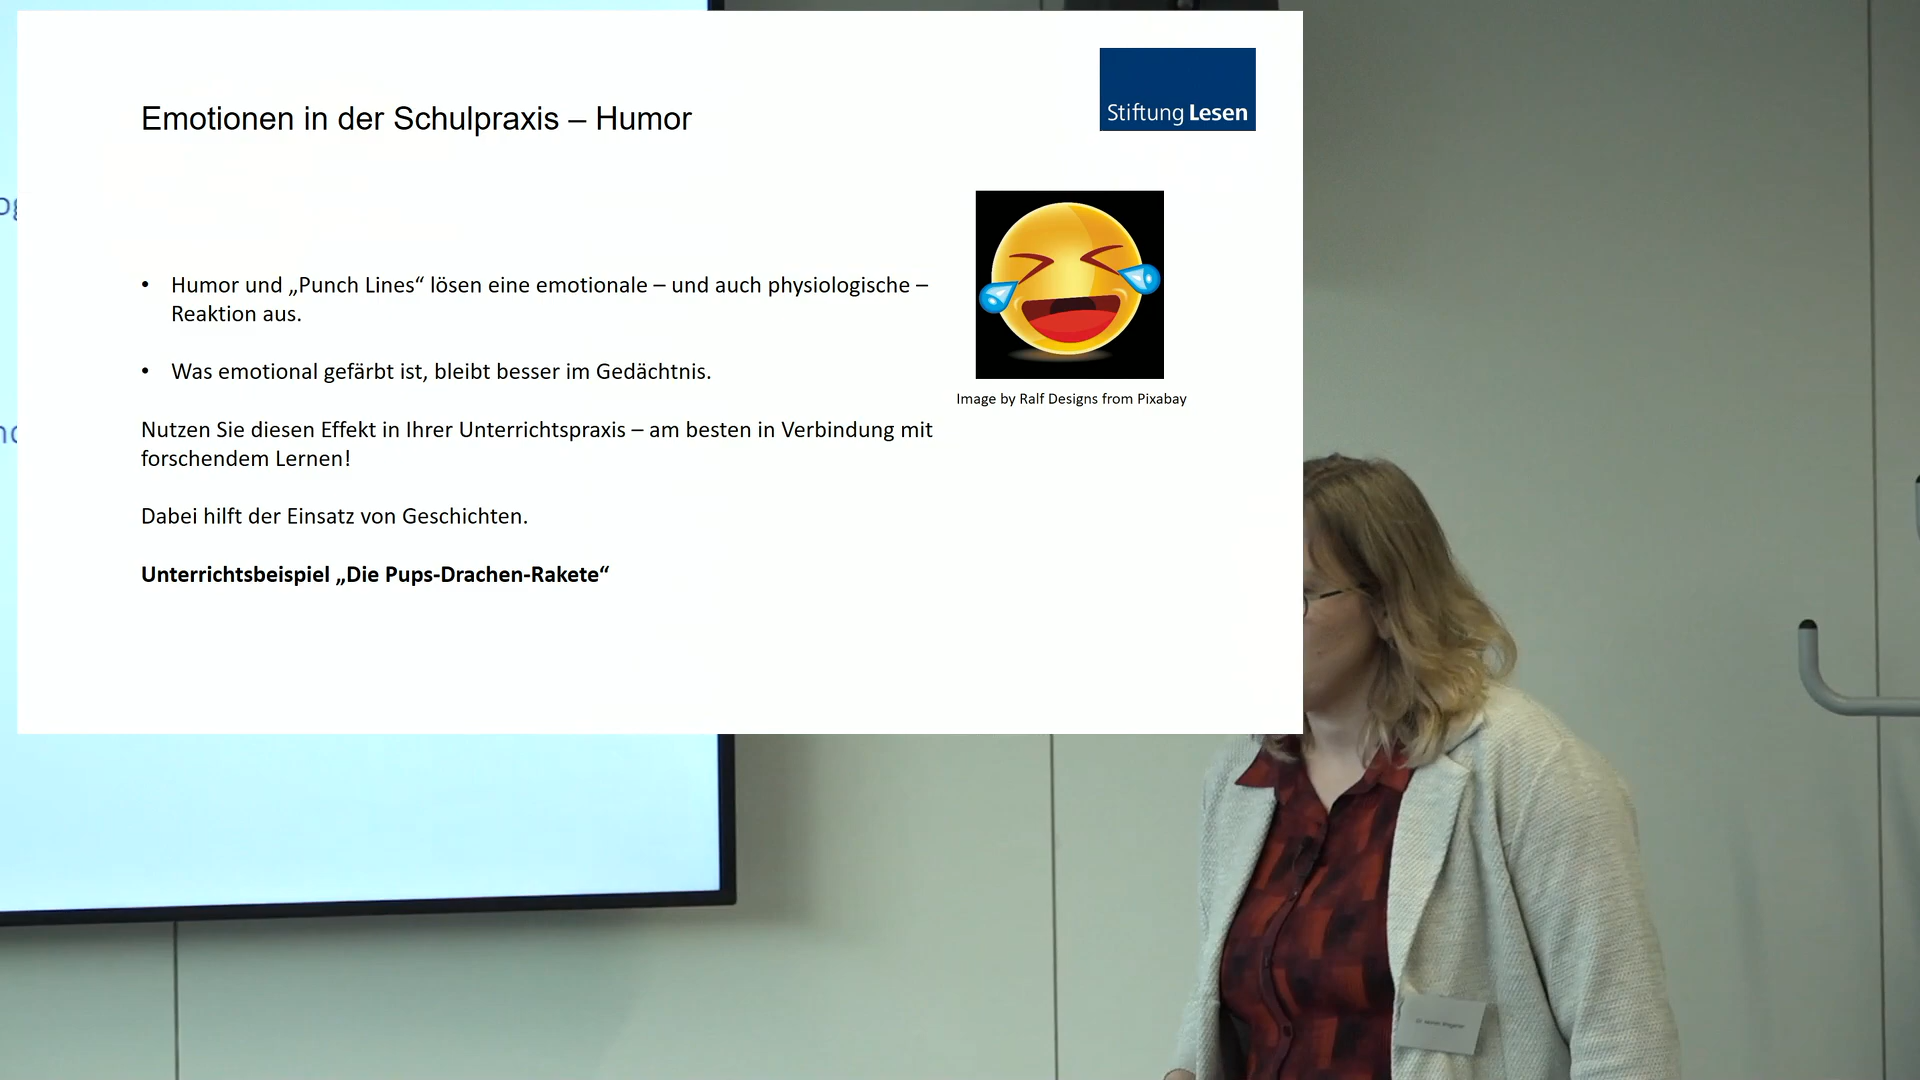 Emotionen in der Schulpraxis – Humor
Stiftung Lesen
• Humor und „Punch Lines“ lösen eine emotionale – und auch physiologische –
Reaktion aus.
• Was emotional gefärbt ist, bleibt besser im Gedächtnis.
Image by Ralf Designs from Pixabay
Nutzen Sie diesen Effekt in Ihrer Unterrichtspraxis – am besten in Verbindung mit
forschendem Lernen!
Dabei hilft der Einsatz von Geschichten.
Unterrichtsbeispiel „Die Pups-Drachen-Rakete“